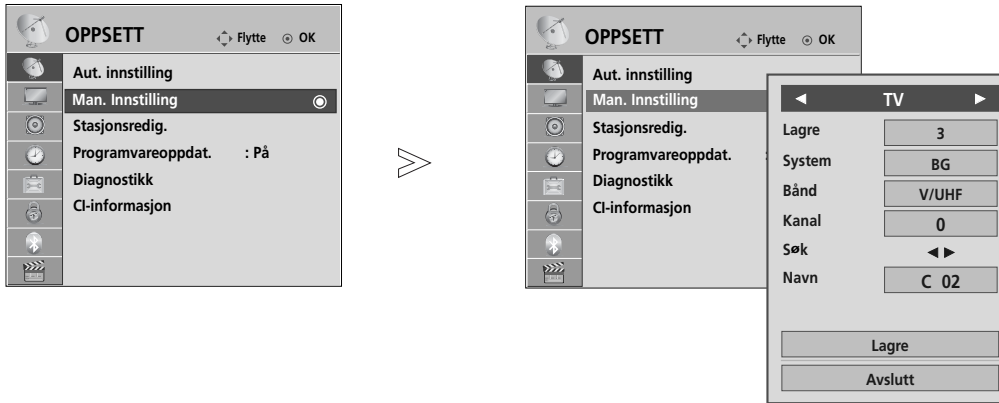 OPPSETT Flytte OK
Aut. innstilling
Man. Innstilling
Stasjonsredig.
Programvareoppdat. : På
Diagnostikk
CI-informasjon
OPPSETT Flytte OK
Aut. innstilling
Man. Innstilling
Stasjonsredig.
Programvareoppdat. :
Diagnostikk
CI-informasjon
TV
Lagre 3
System BG
Bånd V/UHF
Kanal 0
Søk
Navn C 02
Lagre
Avslutt